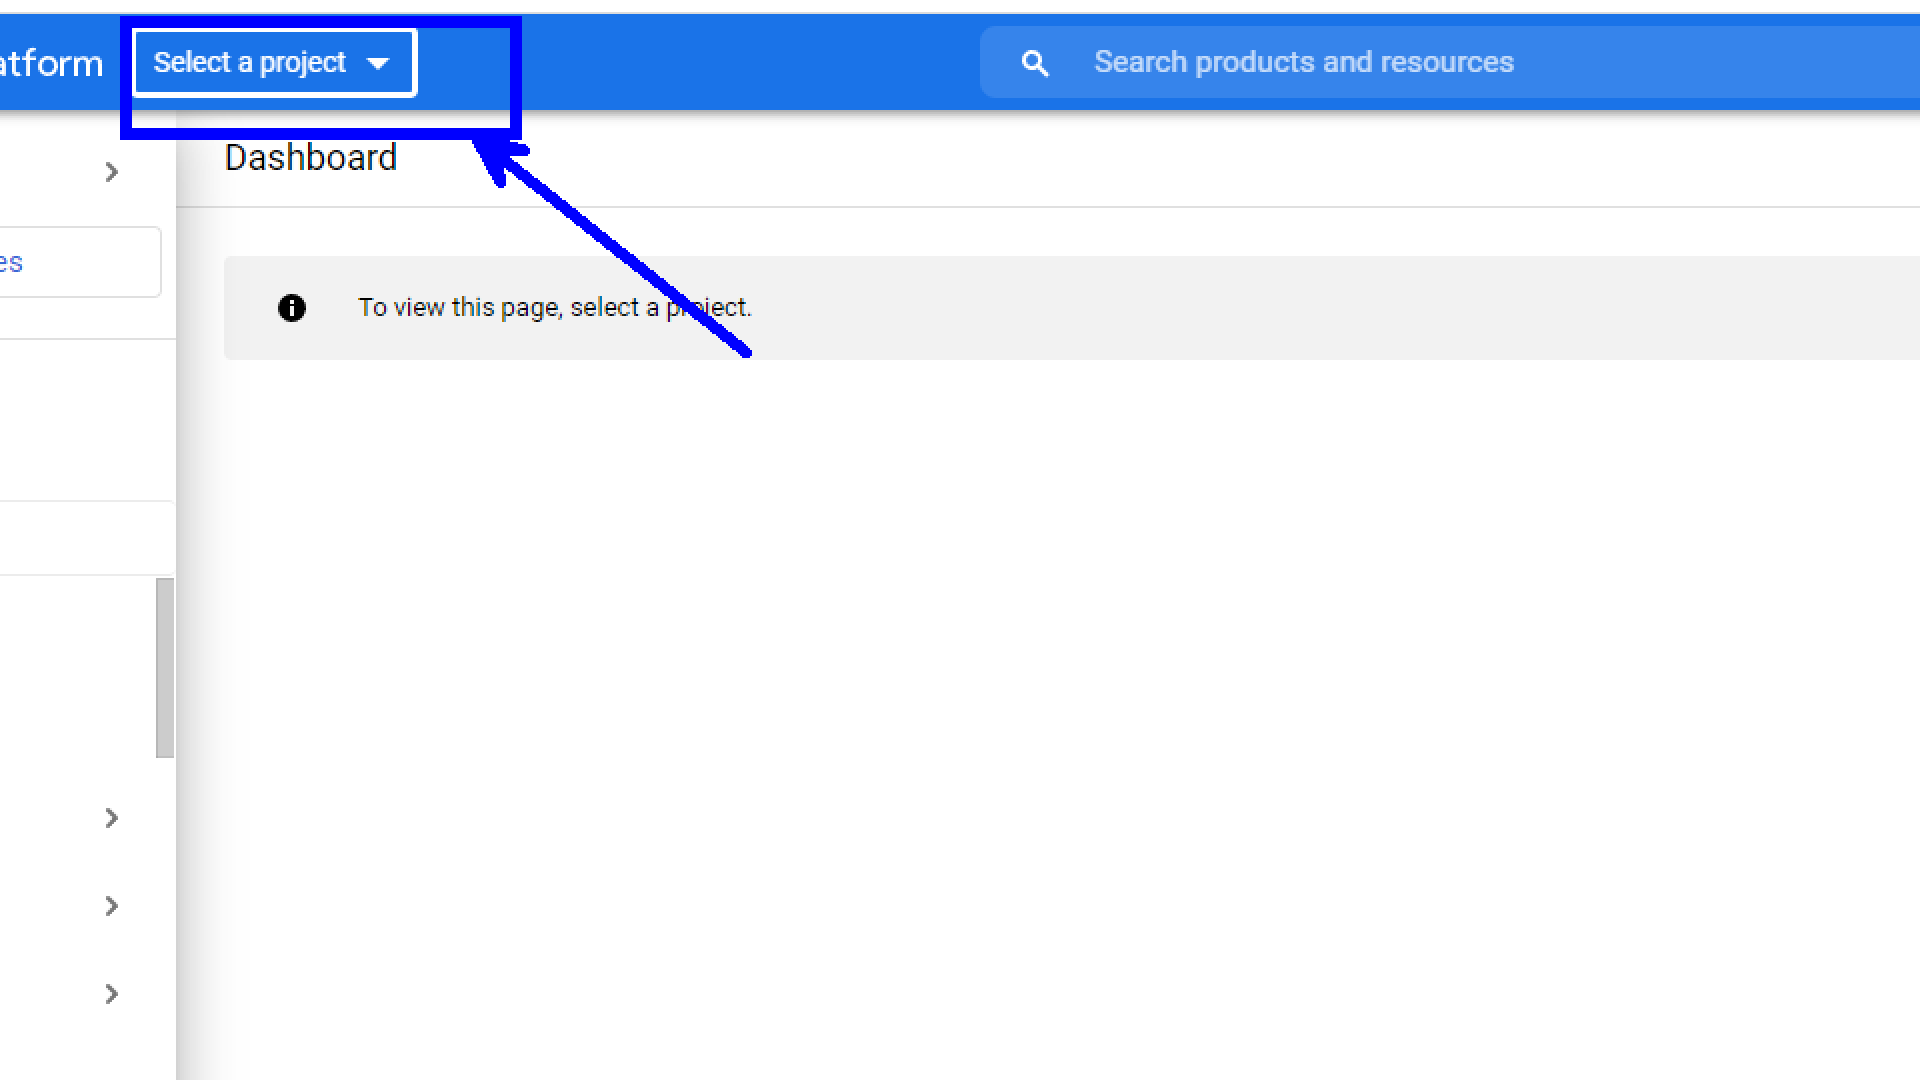 atform
Select a project
Search products and resources
Dashboard
es
To view this page, select a project.